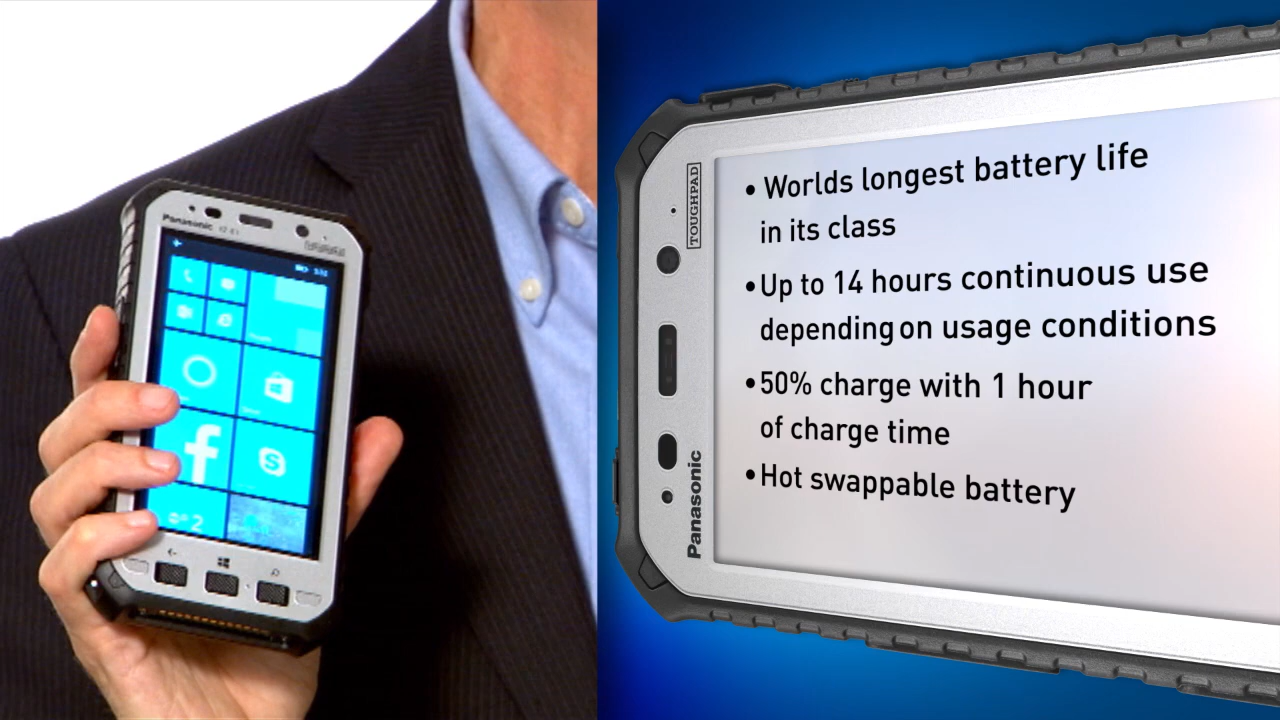 Panasonic
TOUGHPAD
Panasonic
• Worlds longest battery life
in its class
• Up to 14 hours continuous use
depending on usage conditions
• 50% charge with 1 hour
of charge time
• Hot swappable battery
2